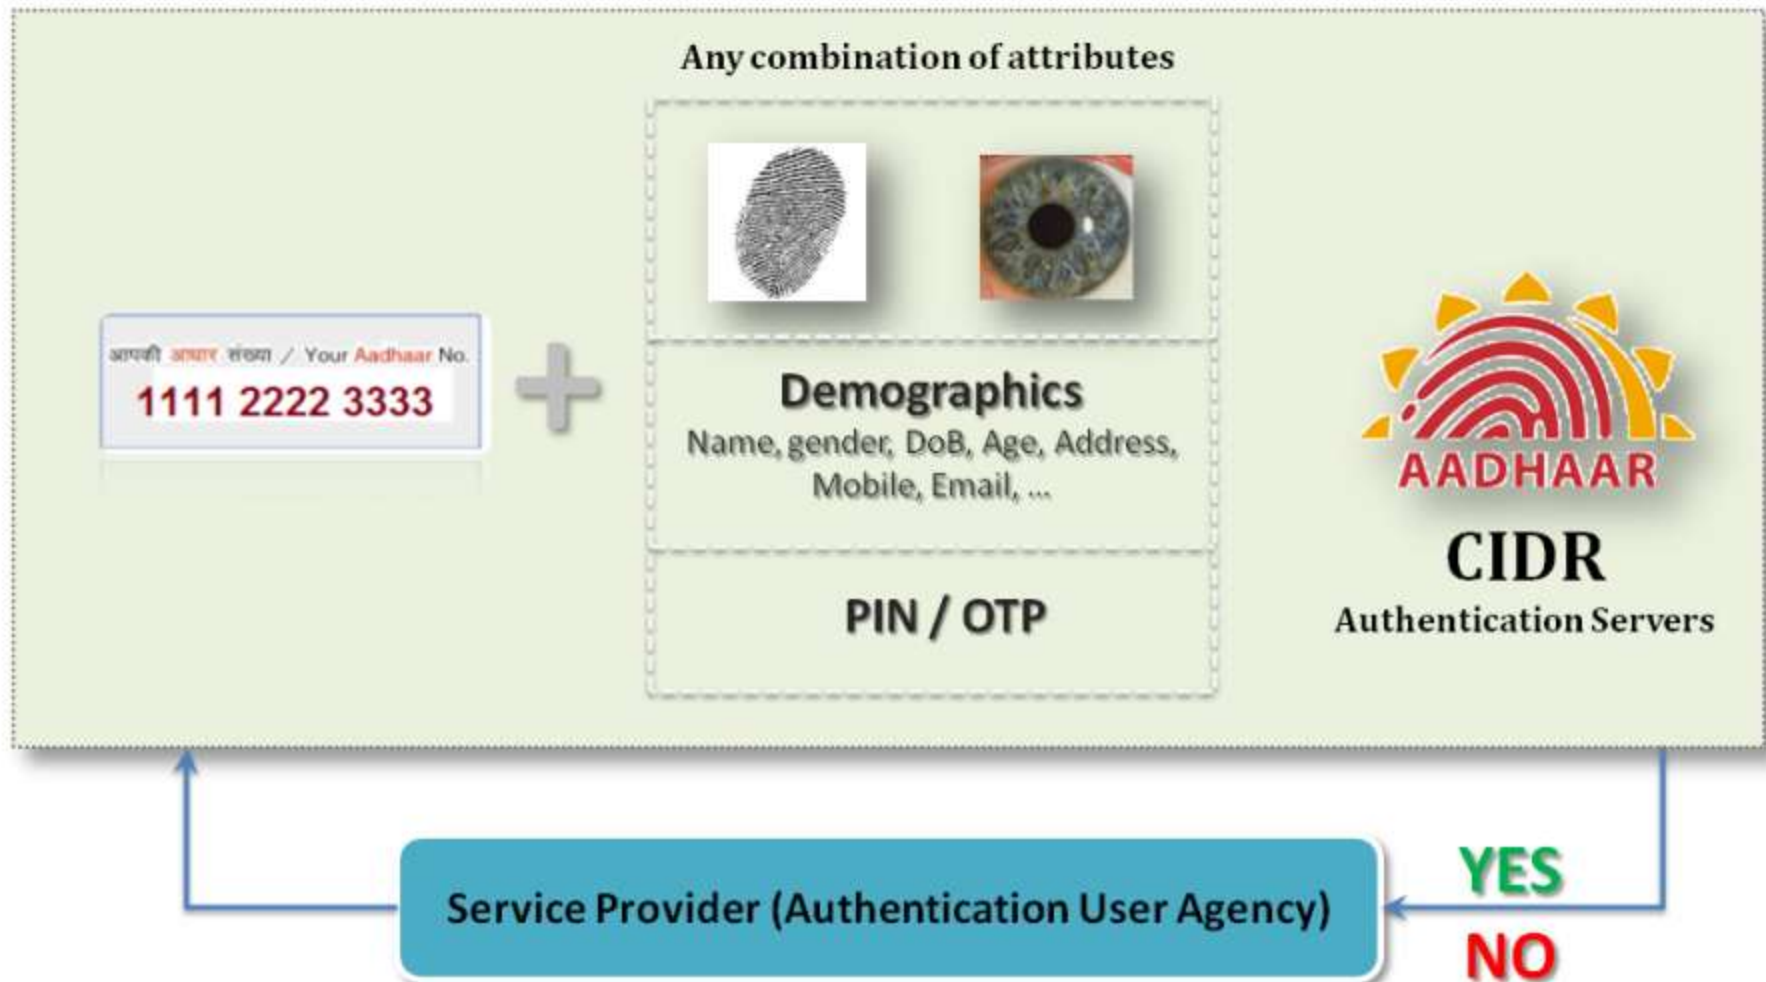 Any combination of attributes
आपकी आधार संख्या / Your Aadhaar No.
1111 2222 3333
Demographics
Name, gender, DoB, Age, Address,
Mobile, Email, ...
PIN / OTP
AADHAAR
CIDR
Authentication Servers
Service Provider (Authentication User Agency)
YES
NO